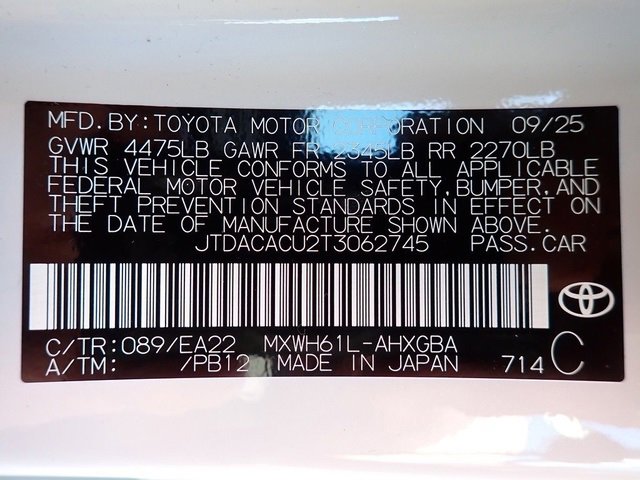 MFD. BY: TOYOTA MOTOR CORPORATION 09/25
GVWR 4475LB GAWR FR 2345LB RR 2270LB
THIS VEHICLE CONFORMS TO ALL APPLICABLE
FEDERAL MOTOR VEHICLE SAFETY, BUMPER, AND
THEFT PREVENTION STANDARDS IN EFFECT ON
THE DATE OF MANUFACTURE SHOWN ABOVE.
JTDACACU2T3062745 PASS.CAR
C/TR: 089/EA22 MXWH61L-AHXGBA
A/TM: /PB12 MADE IN JAPAN 714 C